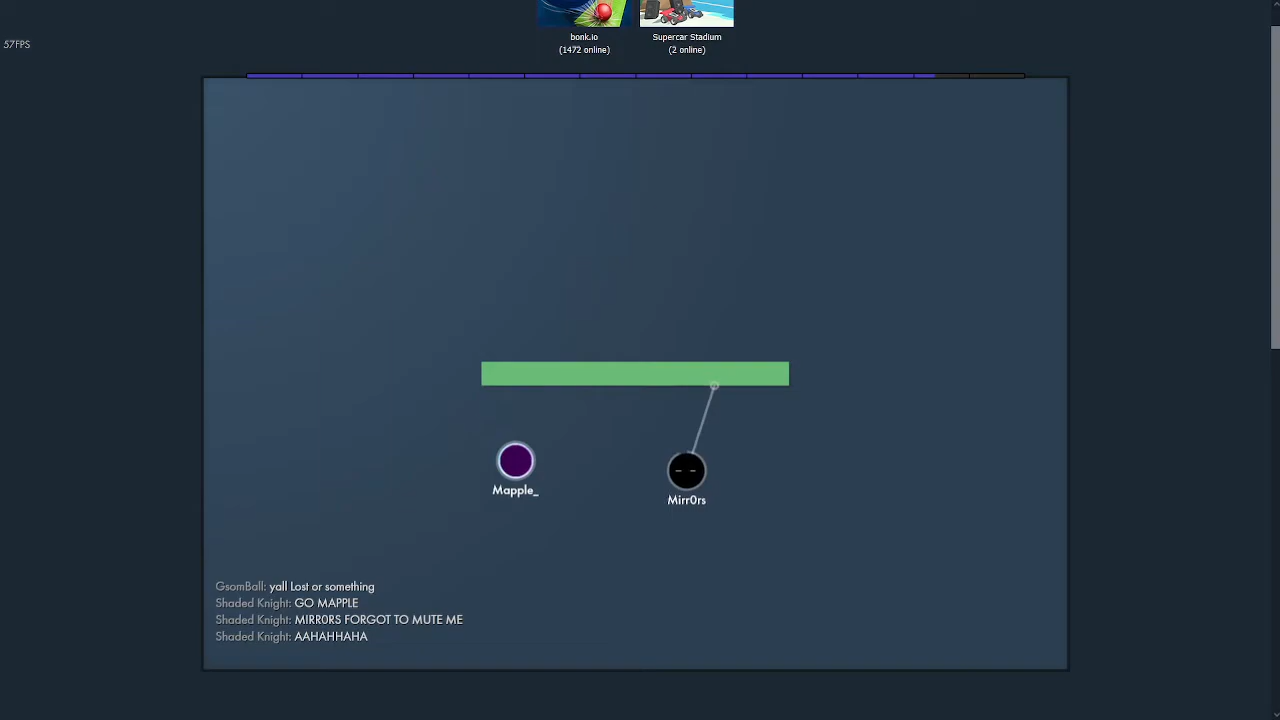 bonk.io
(1472 online)
Supercar Stadium
(2 online)
57FPS
Mapple_
Mirr0rs
GsomBall: yall Lost or something
Shaded Knight: GO MAPPLE
Shaded Knight: MIRR0RS FORGOT TO MUTE ME
Shaded Knight: AAHAHHAHA